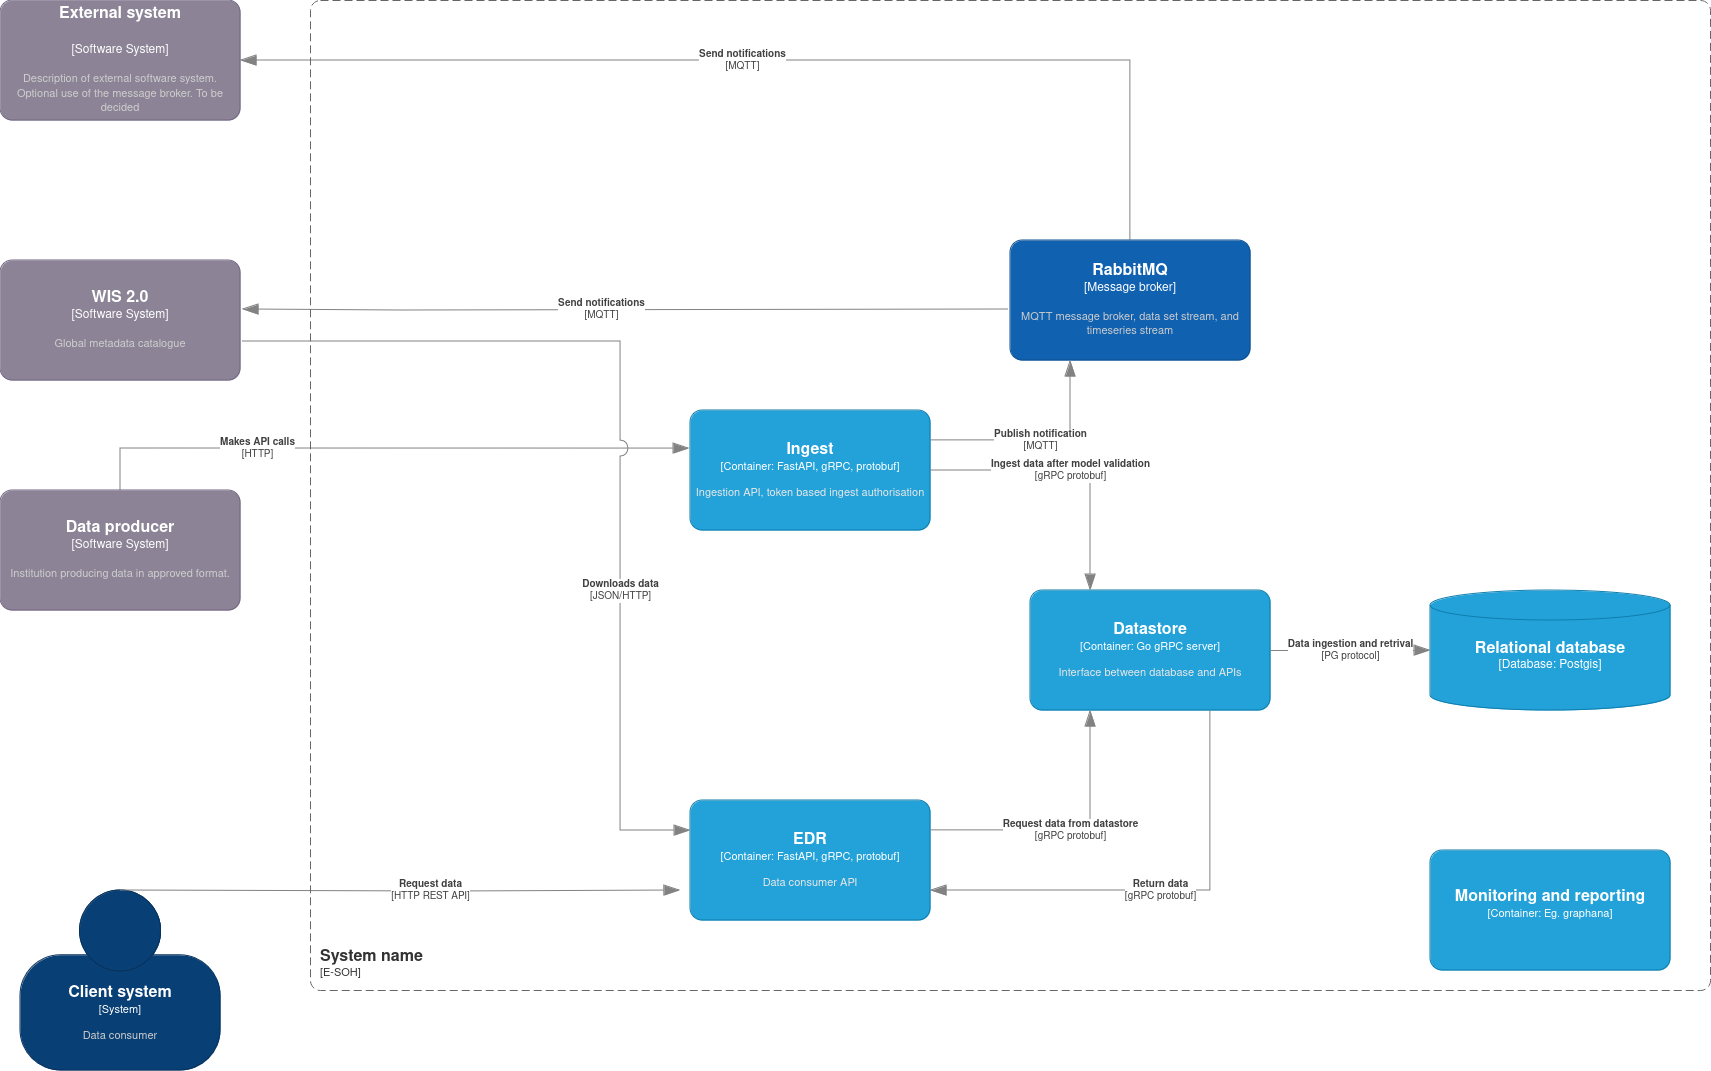 External system
[Software System]
Description of external software system.
Optional use of the message broker. To be
decided
Send notifications
[MQTT]
RabbitMQ
[Message broker]
MQTT message broker, data set stream, and
timeseries stream
WIS 2.0
[Software System]
Global metadata catalogue
Send notifications
[MQTT]
Makes API calls
[HTTP]
Ingest
[Container: FastAPI, gRPC, protobuf]
Ingestion API, token based ingest authorisation
Publish notification
[MQTT]
Ingest data after model validation
[gRPC protobuf]
Data producer
[Software System]
Institution producing data in approved format.
Downloads data
[JSON/HTTP]
Datastore
[Container: Go gRPC server]
Interface between database and APIs
Data ingestion and retrival
[PG protocol]
Relational database
[Database: Postgis]
EDR
[Container: FastAPI, gRPC, protobuf]
Data consumer API
Request data from datastore
[gRPC protobuf]
Request data
[HTTP REST API]
Return data
[gRPC protobuf]
Monitoring and reporting
[Container: Eg. graphana]
System name
[E-SOH]
Client system
[System]
Data consumer